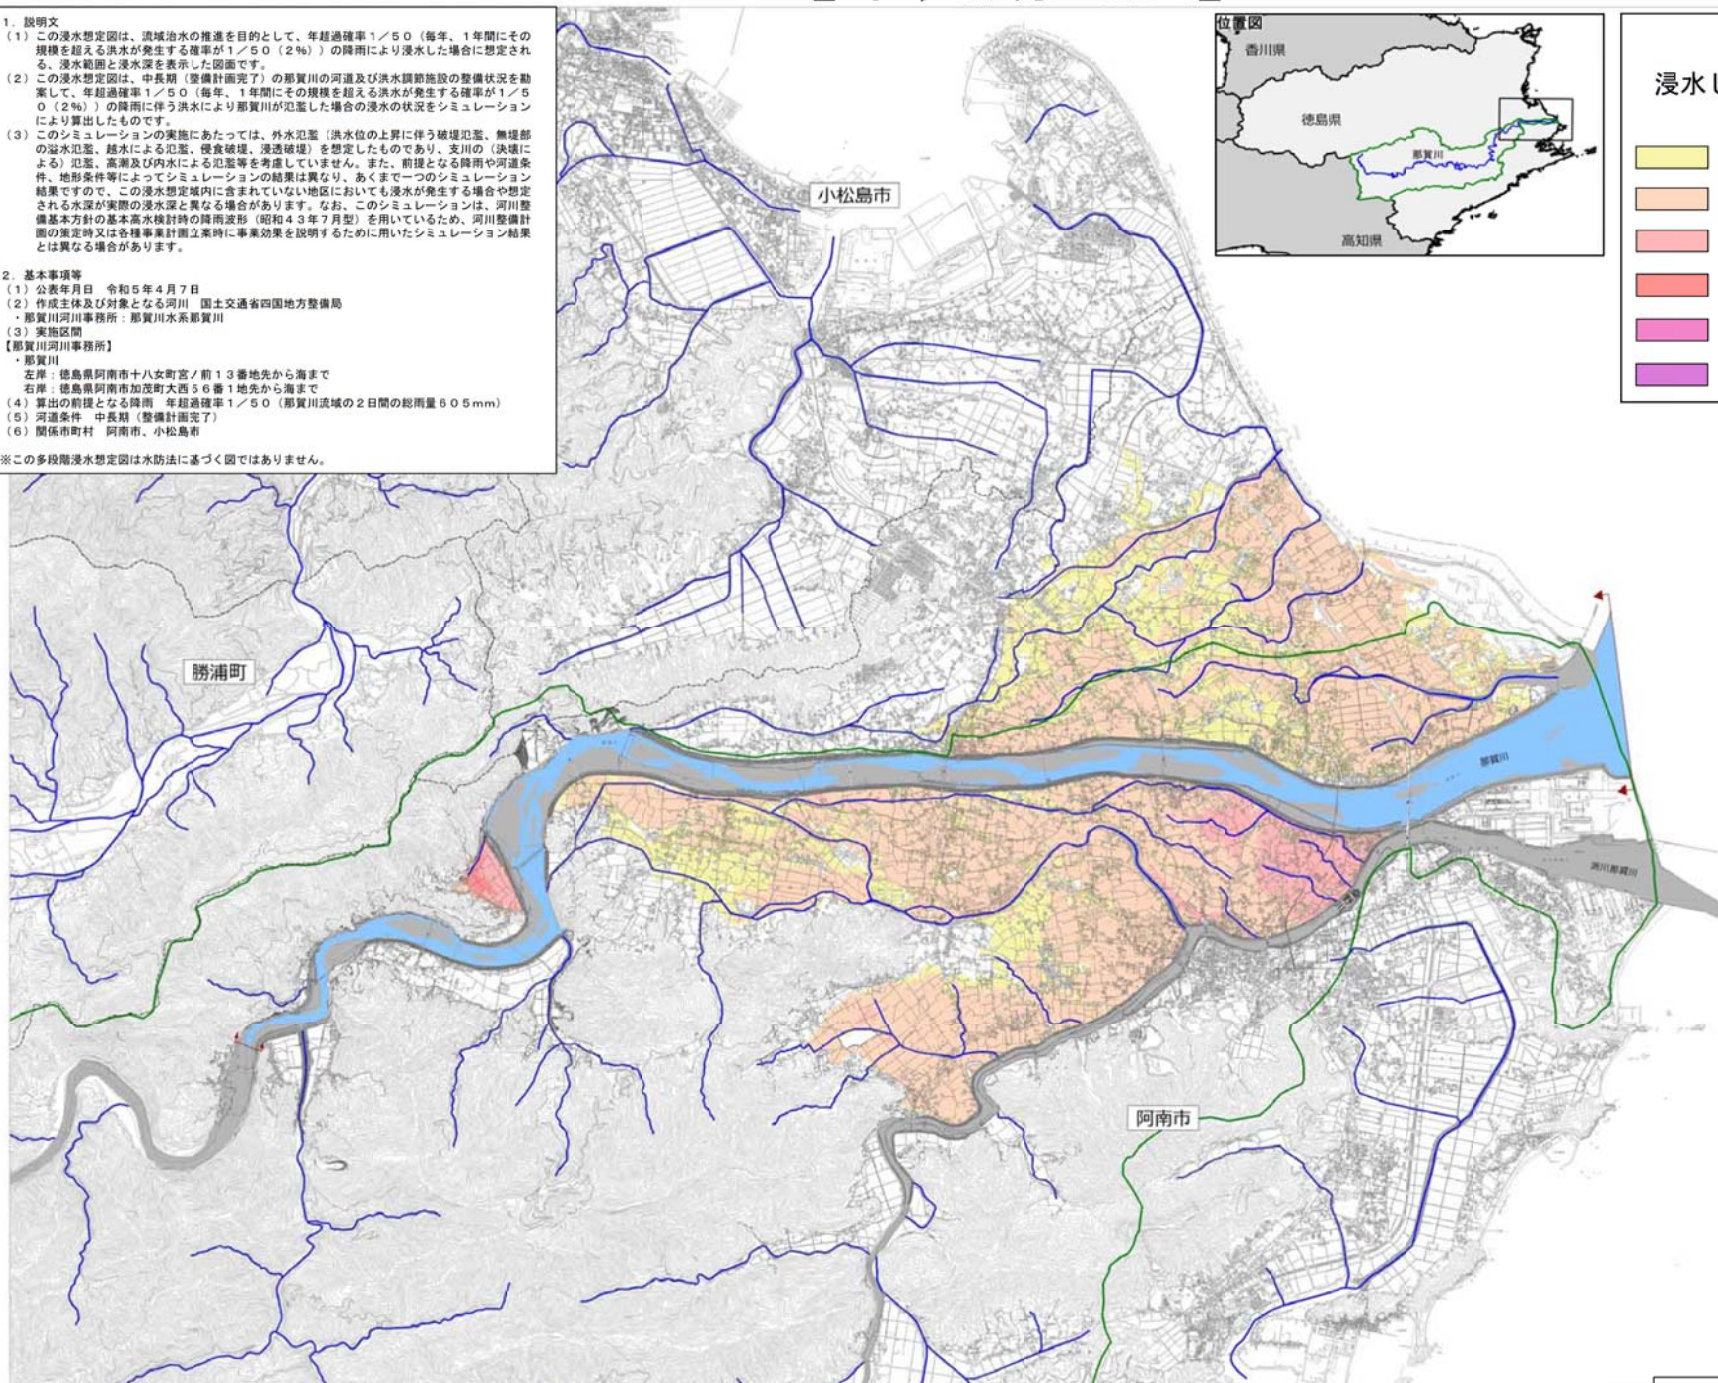 1．説明文
（1）この浸水想定図は、流域治水の推進を目的として、年超過確率1／50（毎年、1年間にその
規模を超える洪水が発生する確率が1／50（2％））の降雨により浸水した場合に想定され
る、浸水範囲と浸水深を表示した図面です。
（2）この浸水想定図は、中長期（整備計画完了）の那賀川の河道及び洪水調節施設の整備状況を勘
案して、年超過確率1／50（毎年、1年間にその規模を超える洪水が発生する確率が1／5
0（2％））の降雨に伴う洪水により那賀川が氾濫した場合の浸水の状況をシミュレーション
により算出したものです。
（3）このシミュレーションの実施にあたっては、外水氾濫（洪水位の上昇に伴う破堤氾濫、無堤部
の溢水氾濫、越水による氾濫、侵食破堤、浸透破堤）を想定したものであり、支川の（決壊に
よる）氾濫、高潮及び内水による氾濫等を考慮していません。また、前提となる降雨や河道条
件、地形条件等によってシミュレーションの結果は異なり、あくまで一つのシミュレーション
結果ですので、この浸水想定域内に含まれていない地区においても浸水が発生する場合や想定
される水深が実際の浸水深と異なる場合があります。なお、このシミュレーションは、河川整
備基本方針の基本高水検討時の降雨波形（昭和43年7月型）を用いているため、河川整備計
画の策定時又は各種事業計画立案時に事業効果を説明するために用いたシミュレーション結果
とは異なる場合があります。
2．基本事項等
（1）公表年月日　令和5年4月7日
（2）作成主体及び対象となる河川　国土交通省四国地方整備局
・那賀川河川事務所：那賀川水系那賀川
（3）実施区間
【那賀川河川事務所】
・那賀川
左岸：徳島県阿南市十八女町宮ノ前13番地先から海まで
右岸：徳島県阿南市加茂町大西56番1地先から海まで
（4）算出の前提となる降雨　年超過確率1／50（那賀川流域の2日間の総雨量605mm）
（5）河道条件　中長期（整備計画完了）
（6）関係市町村　阿南市、小松島市
※この多段階浸水想定図は水防法に基づく図ではありません。
位置図
香川県
徳島県
那賀川
高知県
浸水し
小松島市
勝浦町
那賀川
派川那賀川
阿南市